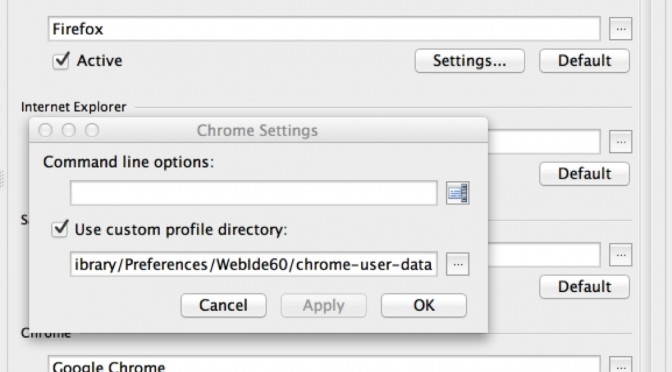 Firefox
...
Active
Settings...
Default
Internet Explorer
Chrome Settings
...
Command line options:
Default
S
Use custom profile directory:
ibrary/Preferences/WebIde60/chrome-user-data
...
...
Default
Cancel
Apply
OK
Chrome
Google Chrome
...